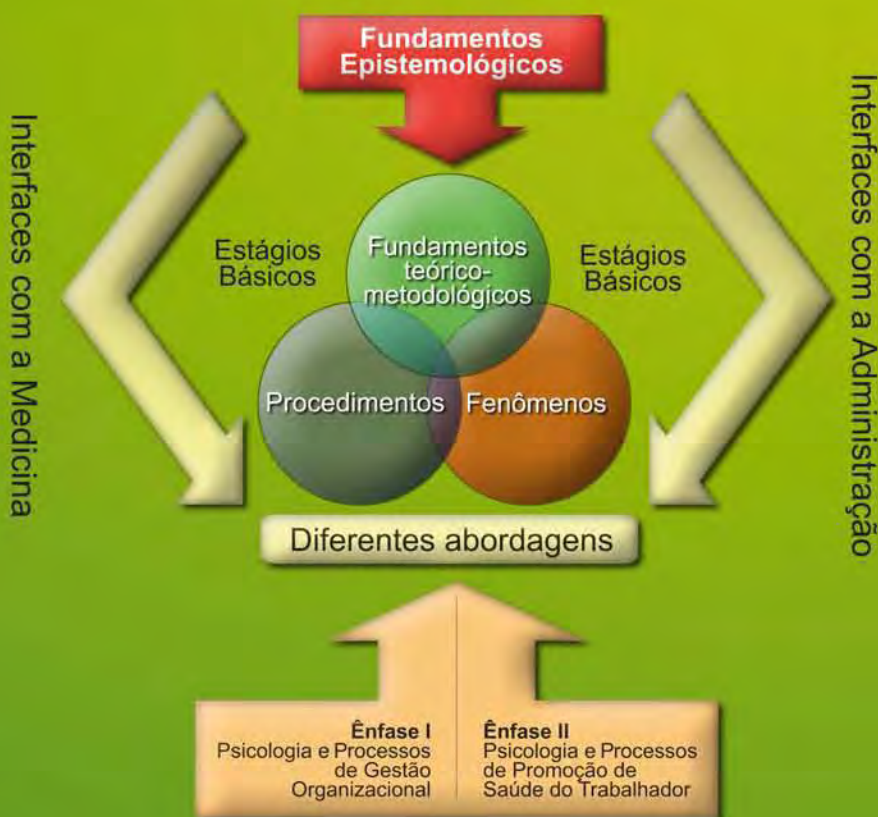 Fundamentos
Epistemológicos
Interfaces com a Medicina
Interfaces com a Administração
Estágios
Básicos
Fundamentos
teórico-
metodológicos
Estágios
Básicos
Procedimentos
Fenômenos
Diferentes abordagens
Ênfase I
Psicologia e Processos
de Gestão
Organizacional
Ênfase II
Psicologia e Processos
de Promoção de
Saúde do Trabalhador